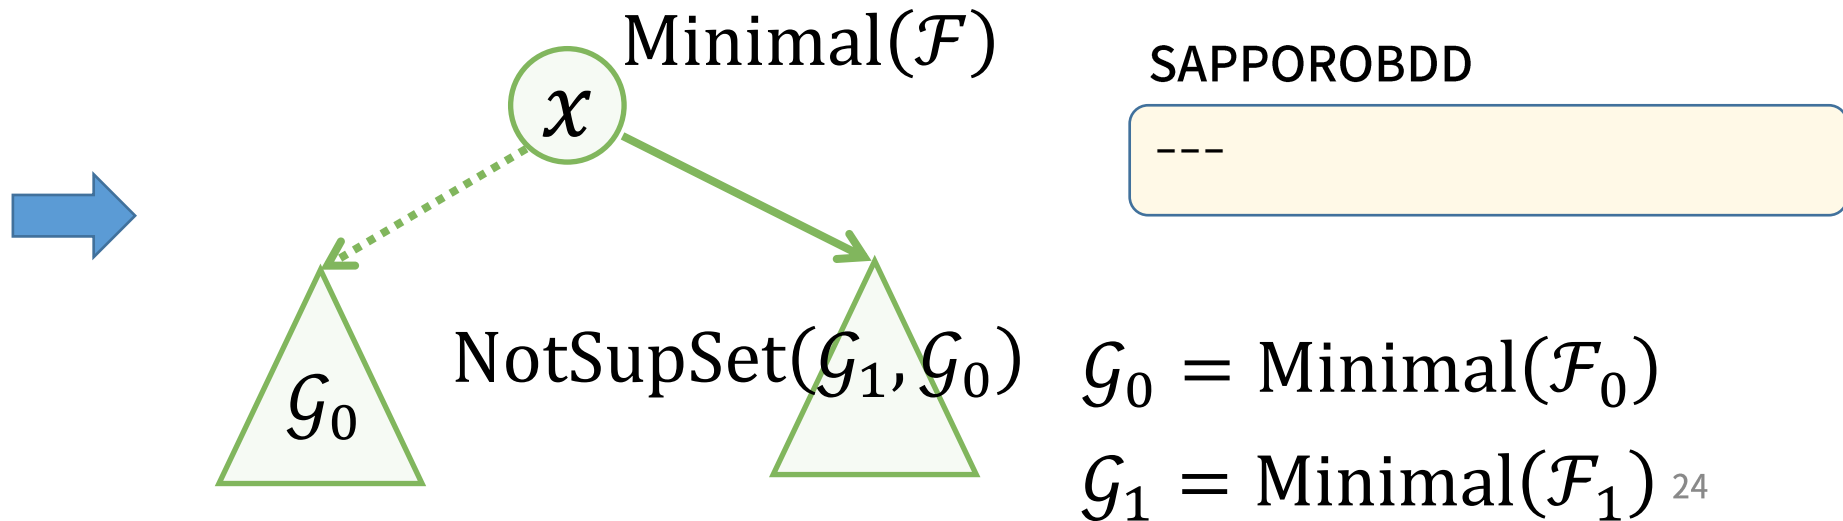 Minimal(ℱ)
x
SAPPOROBDD
---
NotSupSet(𝒢₁, 𝒢₀)
𝒢₀
𝒢₀ = Minimal(ℱ₀)
𝒢₁ = Minimal(ℱ₁)
24